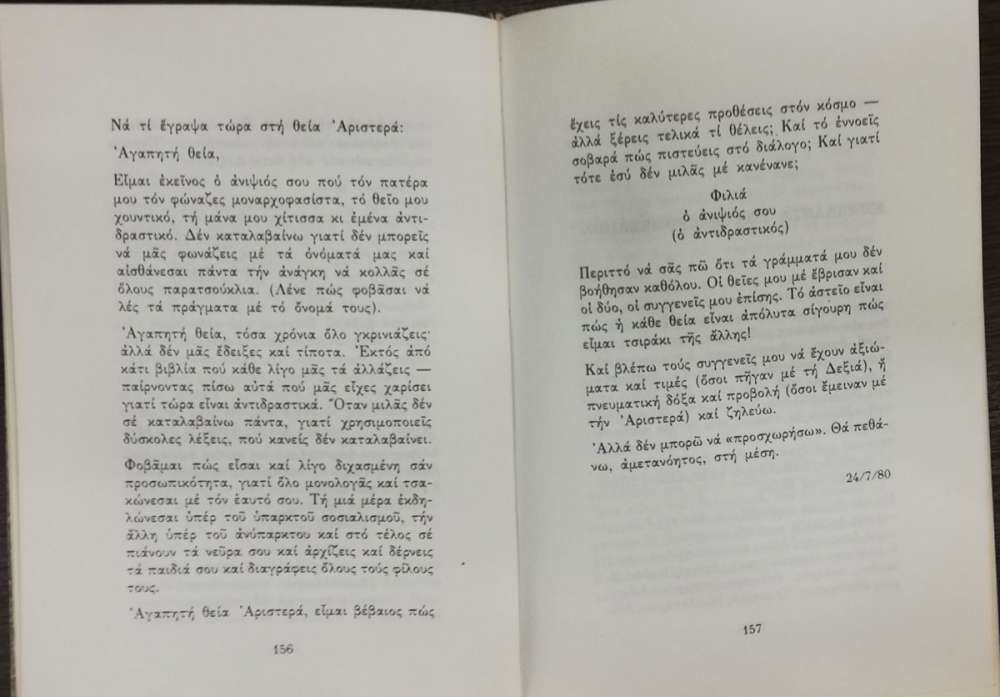 Νά τί ἔγραψα τώρα στή θεία Ἀριστερά:
Ἀγαπητή θεία,
Εἶμαι ἐκεῖνος ὁ ἀνιψιός σου πού τόν πατέρα
μου τόν φώναζες μοναρχοφασίστα, τό θεῖο μου
χουντικό, τή μάνα μου χίτισσα κι ἐμένα ἀντι-
δραστικό. Δέν καταλαβαίνω γιατί δέν μπορεῖς
νά μᾶς φωνάζεις μέ τά ὀνόματά μας καί
αἰσθάνεσαι πάντα τήν ἀνάγκη νά κολλᾶς σέ
ὅλους παρατσούκλια. (Λένε πώς φοβᾶσαι νά
λές τά πράγματα μέ τό ὄνομά τους).
Ἀγαπητή θεία, τόσα χρόνια ὅλο γκρινιάζεις·
ἀλλά δέν μᾶς ἔδειξες καί τίποτα. Ἐκτός ἀπό
κάτι βιβλία πού κάθε λίγο μᾶς τά ἀλλάζεις —
παίρνοντας πίσω αὐτά πού μᾶς εἶχες χαρίσει
γιατί τώρα εἶναι ἀντιδραστικά. Ὅταν μιλᾶς δέν
σέ καταλαβαίνω πάντα, γιατί χρησιμοποιεῖς
δύσκολες λέξεις, πού κανείς δέν καταλαβαίνει.
Φοβᾶμαι πώς εἶσαι καί λίγο διχασμένη σάν
προσωπικότητα, γιατί ὅλο μονολογᾶς καί τσα-
κώνεσαι μέ τόν ἑαυτό σου. Τή μιά μέρα ἐκδη-
λώνεσαι ὑπέρ τοῦ ὑπαρκτοῦ σοσιαλισμοῦ, τήν
ἄλλη ὑπέρ τοῦ ἀνύπαρκτου καί στό τέλος σέ
πιάνουν τά νεῦρα σου καί ἀρχίζεις καί δέρνεις
τά παιδιά σου καί διαγράφεις ὅλους τούς φίλους
τους.
Ἀγαπητή θεία Ἀριστερά, εἶμαι βέβαιος πώς
156
ἔχεις τίς καλύτερες προθέσεις στόν κόσμο —
ἀλλά ξέρεις τελικά τί θέλεις; Καί τό ἐννοεῖς
σοβαρά πώς πιστεύεις στό διάλογο; Καί γιατί
τότε ἐσύ δέν μιλᾶς μέ κανένανε;
Φιλιά
ὁ ἀνιψιός σου
(ὁ ἀντιδραστικός)
Περιττό νά σᾶς πῶ ὅτι τά γράμματά μου δέν
βοήθησαν καθόλου. Οἱ θεῖες μου μέ ἔβρισαν καί
οἱ δύο, οἱ συγγενεῖς μου ἐπίσης. Τό ἀστεῖο εἶναι
πώς ἡ κάθε θεία εἶναι ἀπόλυτα σίγουρη πώς
εἶμαι τσιράκι τῆς ἄλλης!
Καί βλέπω τούς συγγενεῖς μου νά ἔχουν ἀξιώ-
ματα καί τιμές (ὅσοι πῆγαν μέ τή Δεξιά), ἤ
πνευματική δόξα καί προβολή (ὅσοι ἔμειναν μέ
τήν Ἀριστερά) καί ζηλεύω.
Ἀλλά δέν μπορῶ νά «προσχωρήσω». Θά πεθά-
νω, ἀμετανόητος, στή μέση.
24/7/80
157